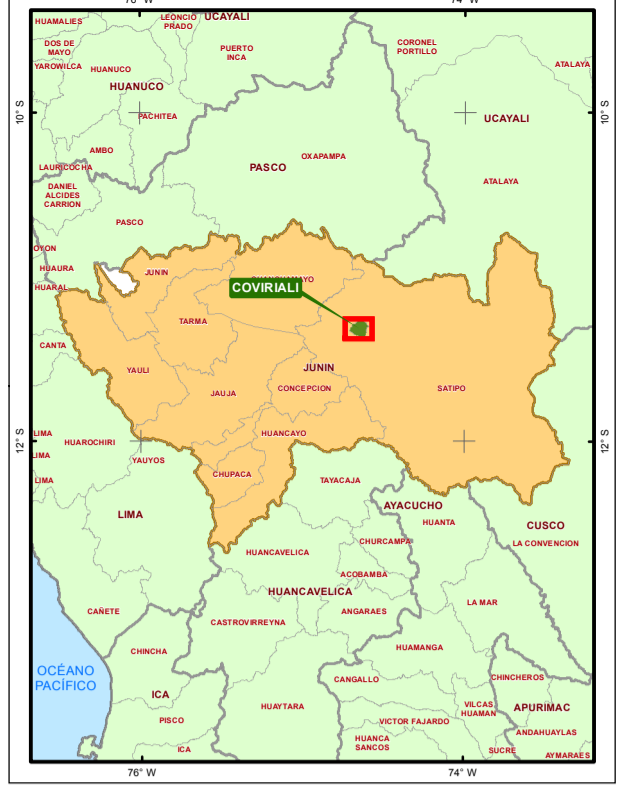 76° W
74° W
HUAMALIES
LEONCIO
PRADO
UCAYALI
DOS DE
MAYO
PUERTO
INCA
CORONEL
PORTILLO
YAROWILCA
HUANUCO
ATALAYA
HUANUCO
10° S
PACHITEA
UCAYALI
10° S
AMBO
OXAPAMPA
LAURICOCHA
PASCO
DANIEL
ALCIDES
CARRION
ATALAYA
PASCO
OYON
HUAURA
JUNIN
HUARAL
COVIRIALI
TARMA
CANTA
YAULI
JUNIN
JAUJA
CONCEPCION
SATIPO
LIMA
HUAROCHIRI
HUANCAYO
12° S
12° S
LIMA
YAUYOS
LIMA
CHUPACA
TAYACAJA
LIMA
AYACUCHO
HUANTA
CUSCO
CHURCAMPA
LA CONVENCION
HUANCAVELICA
ACOBAMBA
HUANCAVELICA
LA MAR
CAÑETE
ANGARAES
CASTROVIRREYNA
CHINCHA
HUAMANGA
OCÉANO
PACÍFICO
CANGALLO
CHINCHEROS
ICA
HUAYTARA
VILCAS
HUAMAN
APURIMAC
PISCO
VICTOR FAJARDO
ANDAHUAYLAS
ICA
HUANCA
SANCOS
SUCRE
AYMARAES
76° W
74° W